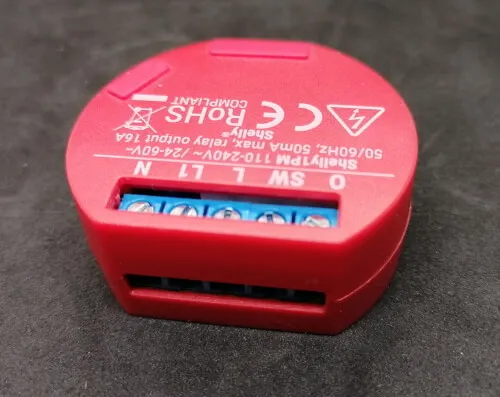 O SW L L1 N
Shelly1PM 110-240V~ /24-60V⎓
50/60HZ, 50mA max, relay output 16A
Shelly®
CE RoHS
COMPLIANT